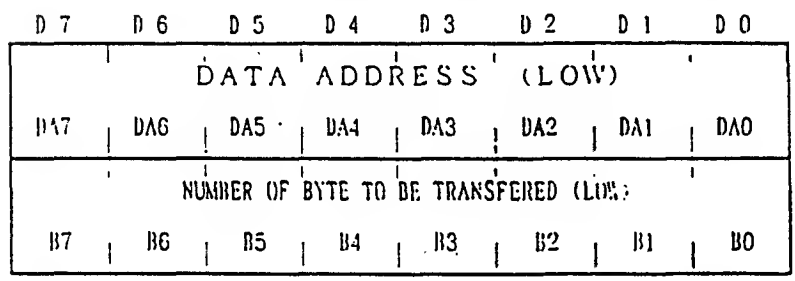 D7 D6 D5 D4 D3 D2 D1 D0
DATA ADDRESS (LOW)
DA7 DA6 DA5 DA4 DA3 DA2 DA1 DA0
NUMBER OF BYTE TO BE TRANSFERED (LOW)
B7 B6 B5 B4 B3 B2 B1 B0